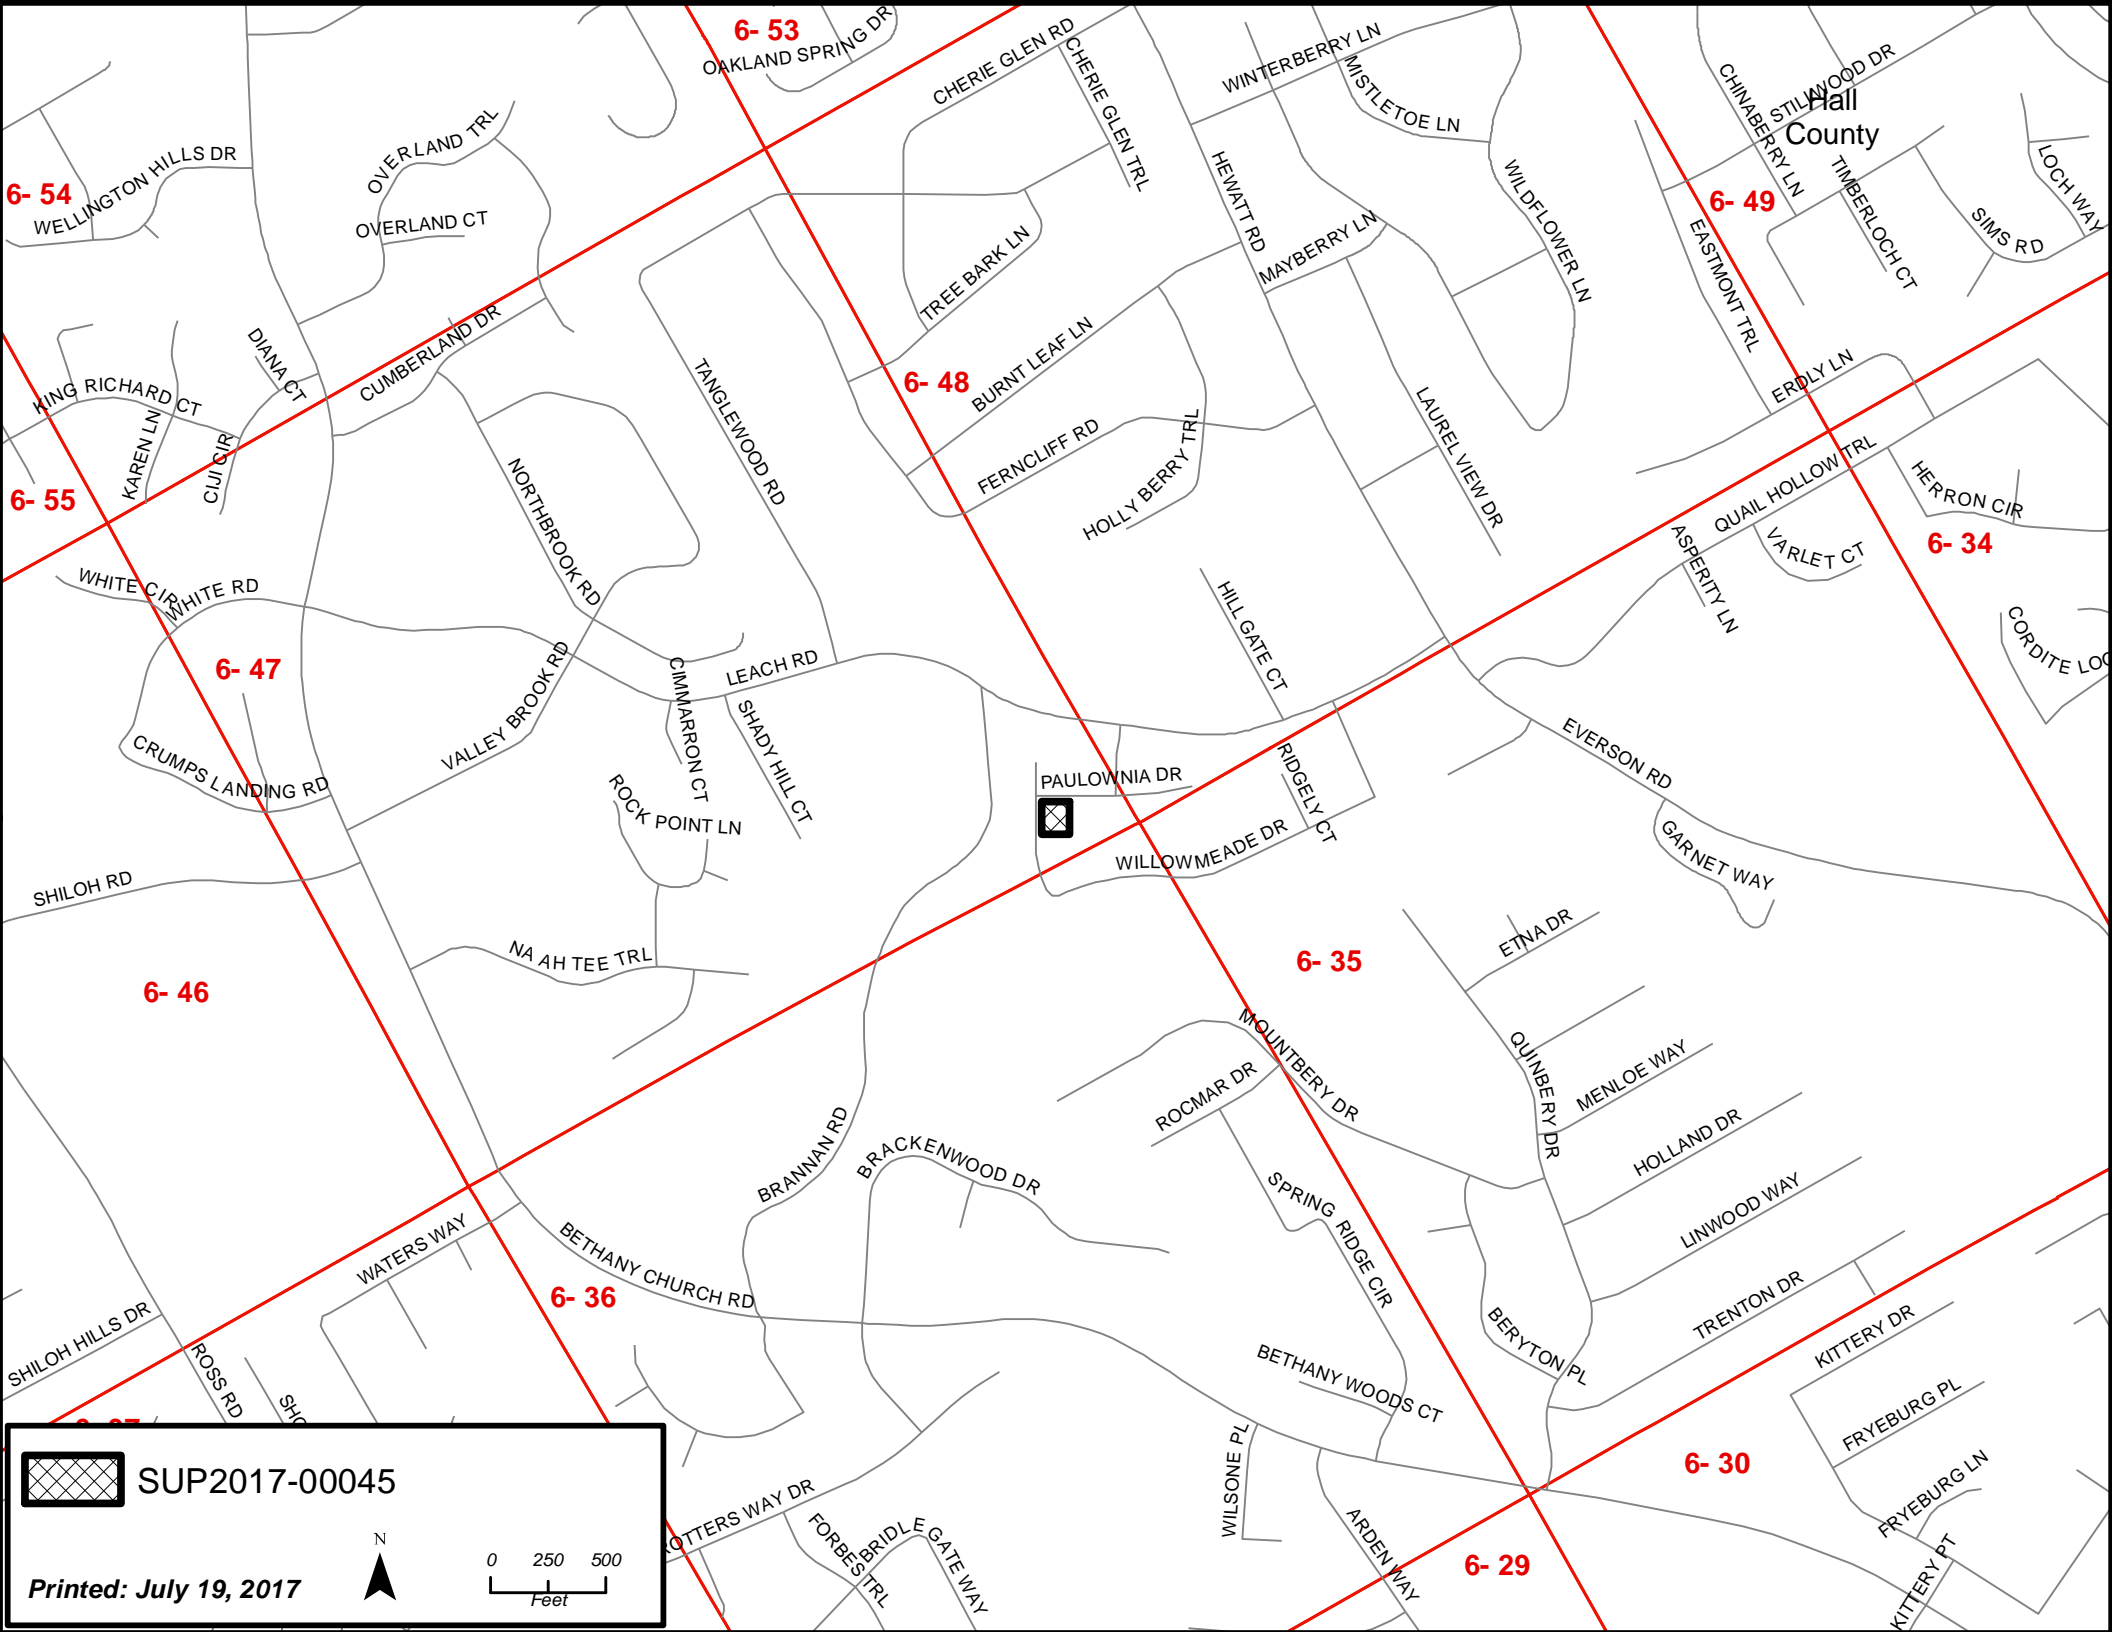 6- 53
OAKLAND SPRING DR
CHERIE GLEN RD
CHERIE GLEN TRL
WINTERBERRY LN
MISTLETOE LN
CHINABERRY LN
STILLWOOD DR
Hall
County
WELLINGTON HILLS DR
6- 54
OVERLAND TRL
OVERLAND CT
HEWATT RD
WILDFLOWER LN
6- 49
TIMBERLOCH CT
LOCH WAY
SIMS RD
MAYBERRY LN
EASTMONT TRL
TREE BARK LN
DIANA CT
CUMBERLAND DR
BURNT LEAF LN
6- 48
TANGLEWOOD RD
ERDLY LN
KING RICHARD CT
KAREN LN
CIJI CIR
6- 55
LAUREL VIEW DR
FERNCLIFF RD
HOLLY BERRY TRL
QUAIL HOLLOW TRL
HERRON CIR
NORTHBROOK RD
ASPERITY LN
VARLET CT
6- 34
WHITE CIR
WHITE RD
HILL GATE CT
CORDITE LOO
6- 47
VALLEY BROOK RD
CIMMARRON CT
LEACH RD
SHADY HILL CT
CRUMPS LANDING RD
PAULOWNIA DR
RIDGELY CT
EVERSON RD
ROCK POINT LN
WILLOWMEADE DR
GARNET WAY
SHILOH RD
NA AH TEE TRL
6- 35
ETNA DR
6- 46
MOUNTBERY DR
QUINBERY DR
MENLOE WAY
ROCMAR DR
HOLLAND DR
BRANNAN RD
BRACKENWOOD DR
SPRING RIDGE CIR
LINWOOD WAY
WATERS WAY
BETHANY CHURCH RD
6- 36
TRENTON DR
BERYTON PL
KITTERY DR
SHILOH HILLS DR
ROSS RD
SHO
BETHANY WOODS CT
FRYEBURG PL
WILSONE PL
6- 30
FRYEBURG LN
OTTERS WAY DR
FORBES TRL
BRIDLE GATE WAY
ARDEN WAY
6- 29
KITTERY PT
SUP2017-00045
N
0 250 500
Feet
Printed: July 19, 2017